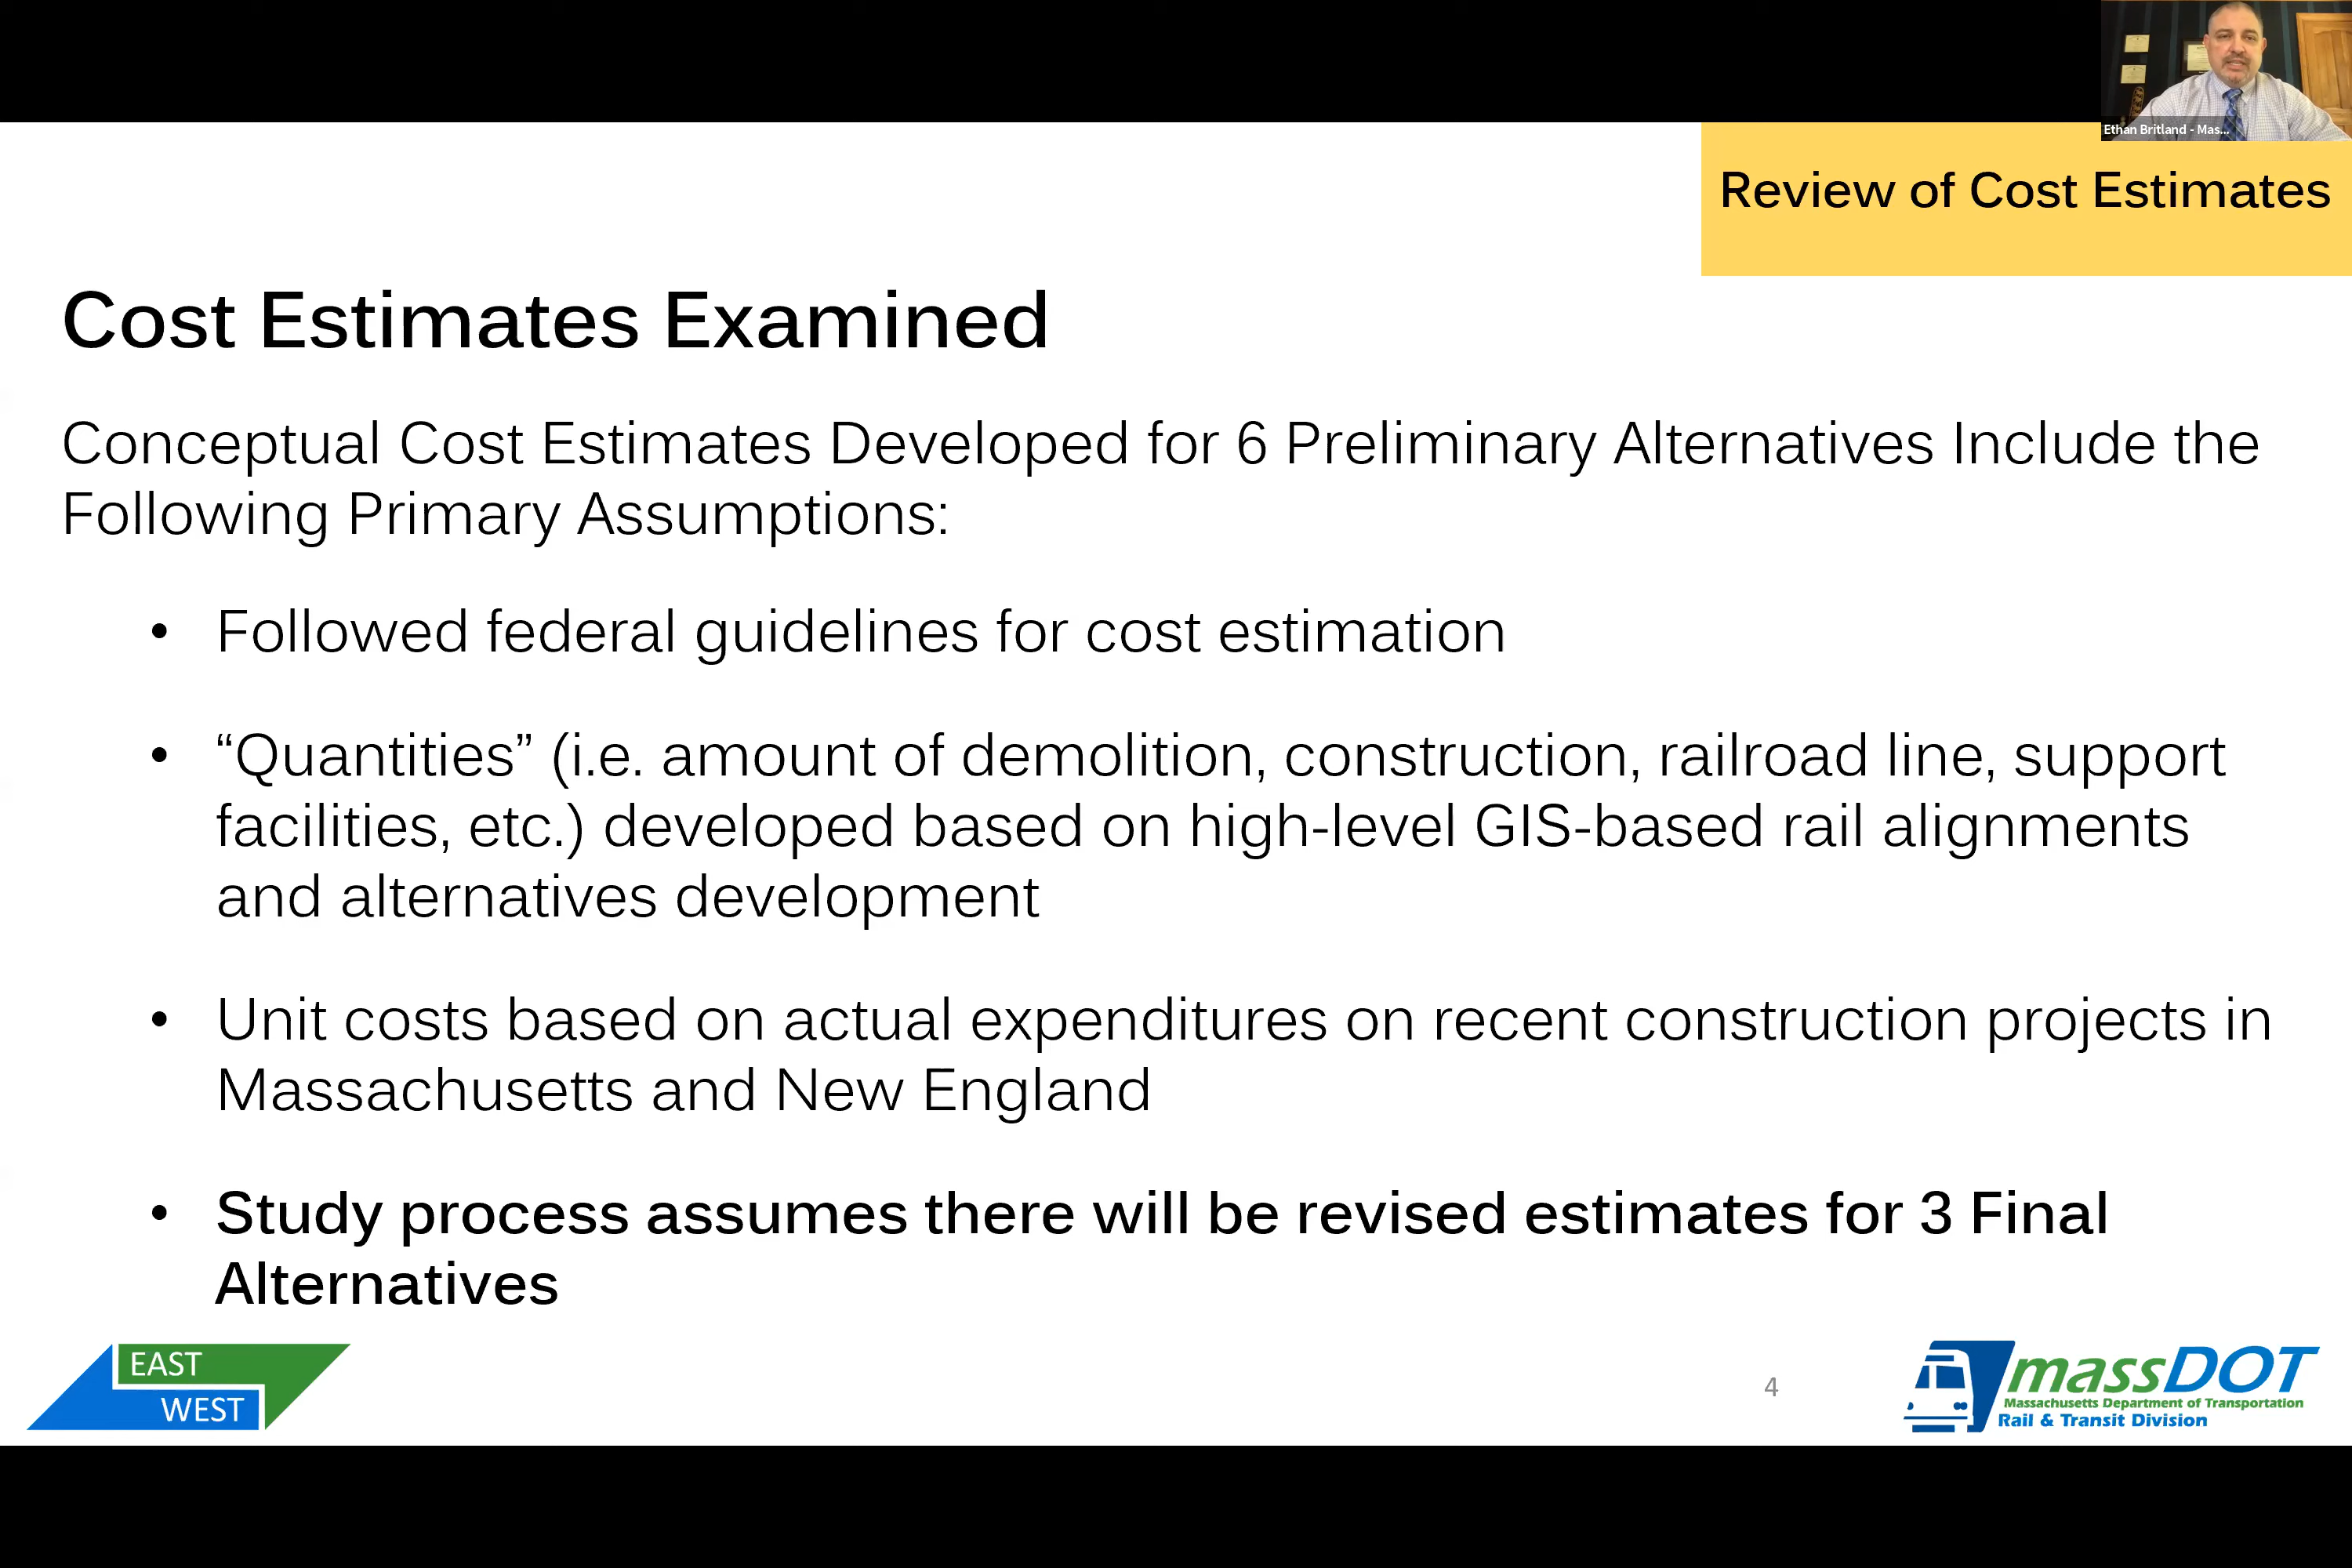 Ethan Britland - Mas...
Review of Cost Estimates
Cost Estimates Examined
Conceptual Cost Estimates Developed for 6 Preliminary Alternatives Include the
Following Primary Assumptions:
• Followed federal guidelines for cost estimation
• “Quantities” (i.e. amount of demolition, construction, railroad line, support
facilities, etc.) developed based on high-level GIS-based rail alignments
and alternatives development
• Unit costs based on actual expenditures on recent construction projects in
Massachusetts and New England
• Study process assumes there will be revised estimates for 3 Final
Alternatives
EAST
WEST
4
massDOT
Massachusetts Department of Transportation
Rail & Transit Division